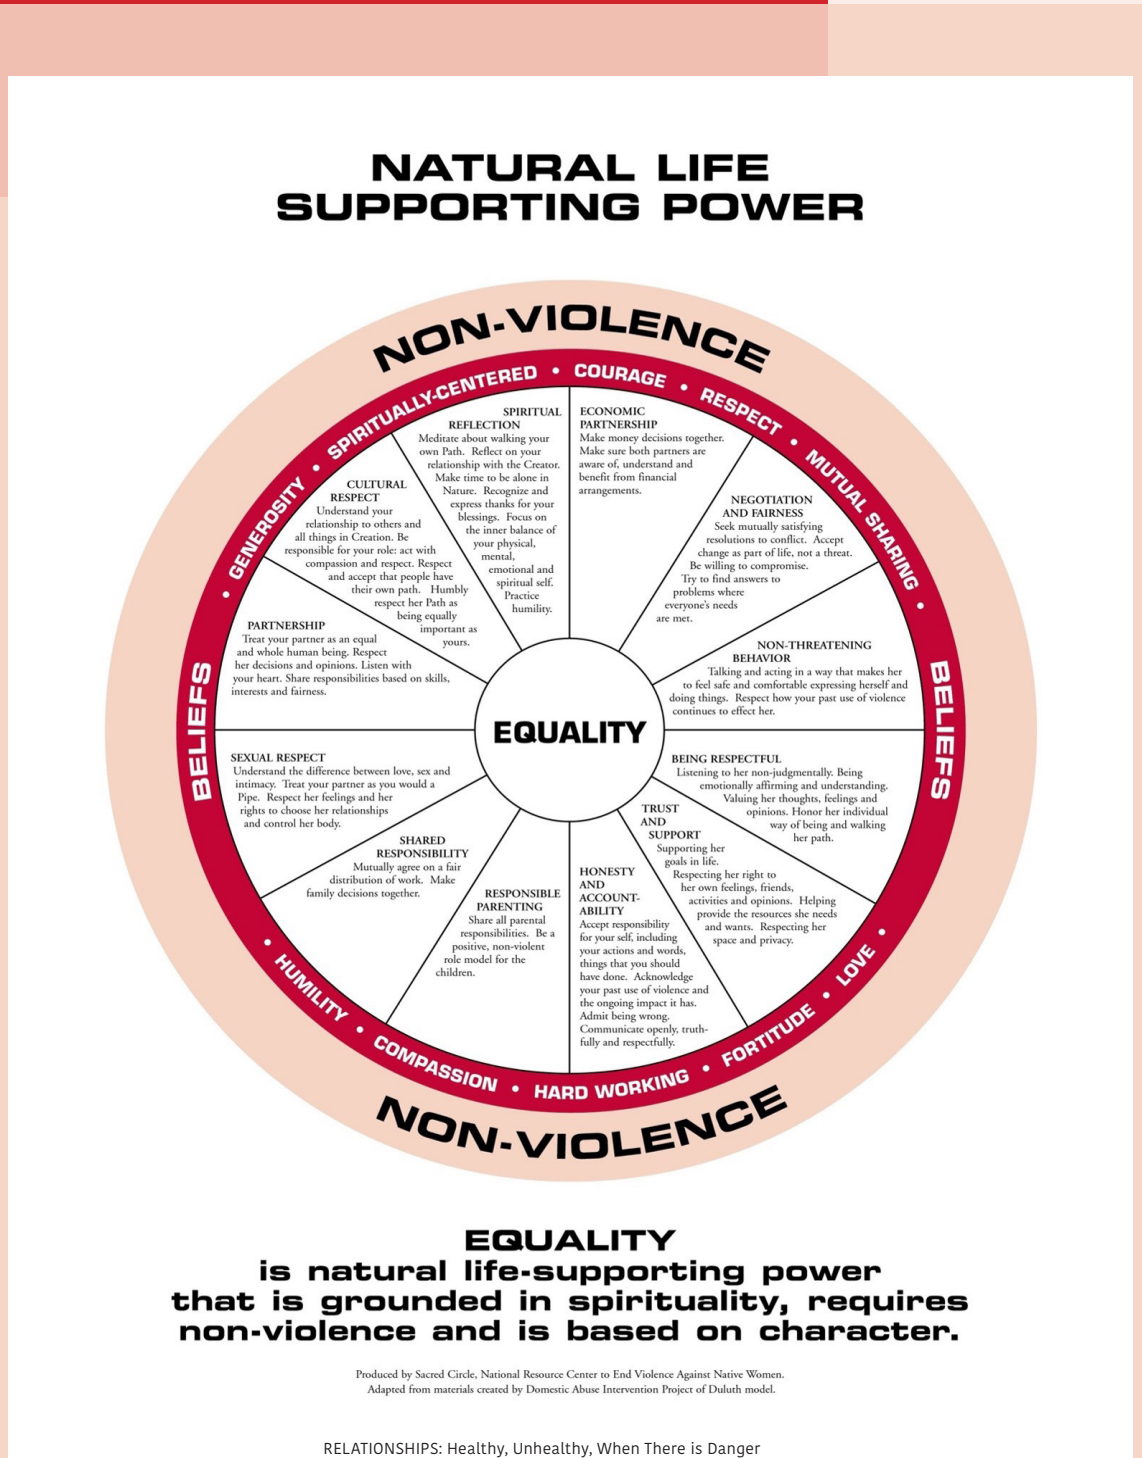 NATURAL LIFE
SUPPORTING POWER
NON-VIOLENCE
• GENEROSITY • SPIRITUALLY-CENTERED • COURAGE • RESPECT • MUTUAL SHARING •
BELIEFS
BELIEFS
SPIRITUAL
REFLECTION
Meditate about walking your
own Path. Reflect on your
relationship with the Creator.
Make time to be alone in
Nature. Recognize and
express thanks for your
blessings. Focus on
the inner balance of
your physical,
mental,
emotional and
spiritual self.
Practice
humility.
ECONOMIC
PARTNERSHIP
Make money decisions together.
Make sure both partners are
aware of, understand and
benefit from financial
arrangements.
CULTURAL
RESPECT
Understand your
relationship to others and
all things in Creation. Be
responsible for your role: act with
compassion and respect. Respect
and accept that people have
their own path. Humbly
respect her Path as
being equally
important as
yours.
NEGOTIATION
AND FAIRNESS
Seek mutually satisfying
resolutions to conflict. Accept
change as part of life, not a threat.
Be willing to compromise.
Try to find answers to
problems where
everyone's needs
are met.
PARTNERSHIP
Treat your partner as an equal
and whole human being. Respect
her decisions and opinions. Listen with
your heart. Share responsibilities based on skills,
interests and fairness.
NON-THREATENING
BEHAVIOR
Talking and acting in a way that makes her
to feel safe and comfortable expressing herself and
doing things. Respect how your past use of violence
continues to effect her.
EQUALITY
SEXUAL RESPECT
Understand the difference between love, sex and
intimacy. Treat your partner as you would a
Pipe. Respect her feelings and her
rights to choose her relationships
and control her body.
BEING RESPECTFUL
Listening to her non-judgmentally. Being
emotionally affirming and understanding.
Valuing her thoughts, feelings and
opinions. Honor her individual
way of being and walking
her path.
SHARED
RESPONSIBILITY
Mutually agree on a fair
distribution of work. Make
family decisions together.
TRUST
AND
SUPPORT
Supporting her
goals in life.
Respecting her right to
her own feelings, friends,
activities and opinions. Helping
provide the resources she needs
and wants. Respecting her
space and privacy.
RESPONSIBLE
PARENTING
Share all parental
responsibilities. Be a
positive, non-violent
role model for the
children.
HONESTY
AND
ACCOUNT-
ABILITY
Accept responsibility
for your self, including
your actions and words,
things that you should
have done. Acknowledge
your past use of violence and
the ongoing impact it has.
Admit being wrong.
Communicate openly, truth-
fully and respectfully.
• HUMILITY • COMPASSION • HARD WORKING • FORTITUDE • LOVE •
NON-VIOLENCE
EQUALITY
is natural life-supporting power
that is grounded in spirituality, requires
non-violence and is based on character.
Produced by Sacred Circle, National Resource Center to End Violence Against Native Women.
Adapted from materials created by Domestic Abuse Intervention Project of Duluth model.
RELATIONSHIPS: Healthy, Unhealthy, When There is Danger